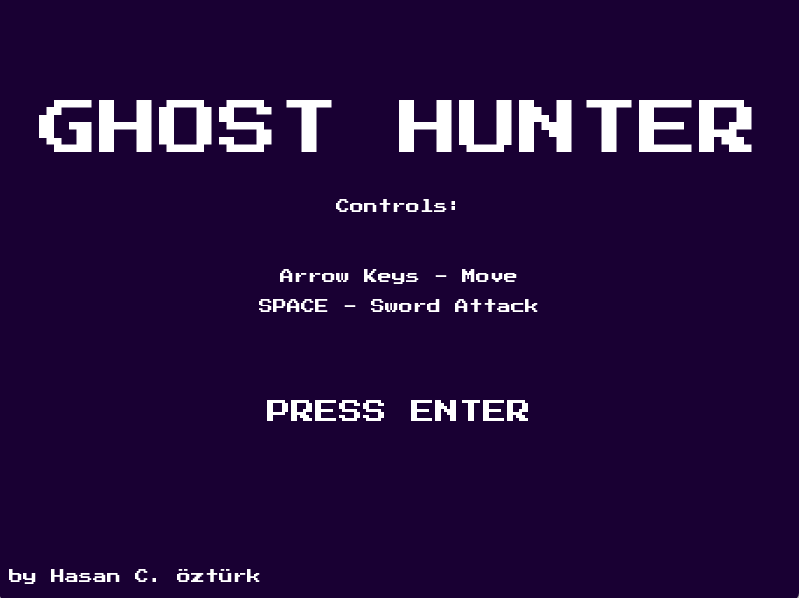 GHOST HUNTER
Controls:
Arrow Keys - Move
SPACE - Sword Attack
PRESS ENTER
by Hasan C. öztürk